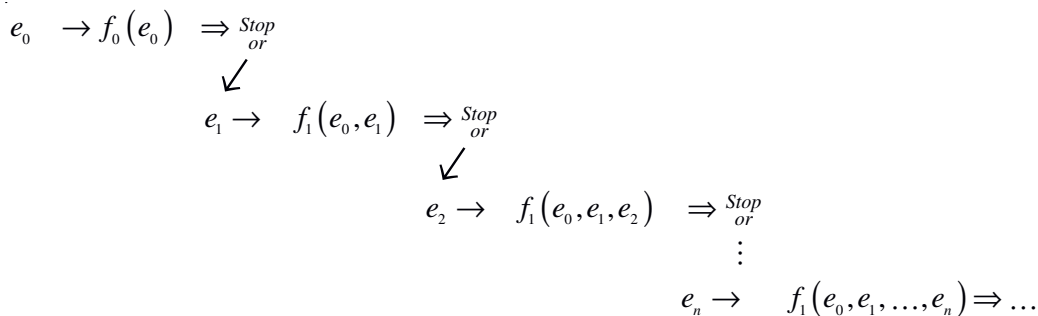 e₀ → f₀(e₀) ⇒ Stop or
e₁ → f₁(e₀,e₁) ⇒ Stop or
e₂ → f₁(e₀,e₁,e₂) ⇒ Stop or
⋮
eₙ → f₁(e₀,e₁,…,eₙ) ⇒ …